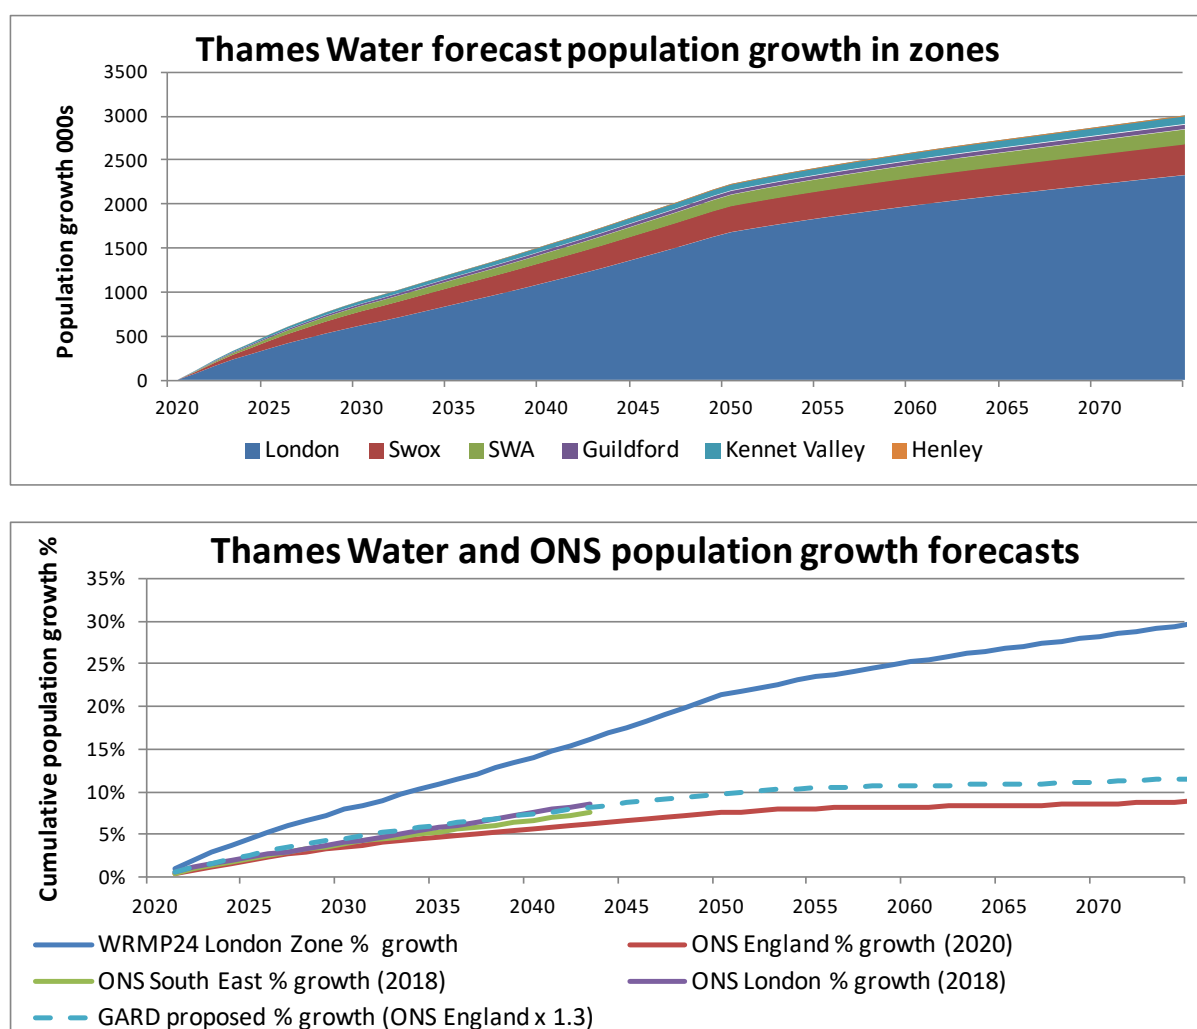 Thames Water forecast population growth in zones
Population growth 000s
3500
3000
2500
2000
1500
1000
500
0
2020 2025 2030 2035 2040 2045 2050 2055 2060 2065 2070
London Swox SWA Guildford Kennet Valley Henley
Thames Water and ONS population growth forecasts
Cumulative population growth %
35%
30%
25%
20%
15%
10%
5%
0%
2020 2025 2030 2035 2040 2045 2050 2055 2060 2065 2070
WRMP24 London Zone % growth ONS England % growth (2020)
ONS South East % growth (2018) ONS London % growth (2018)
GARD proposed % growth (ONS England x 1.3)